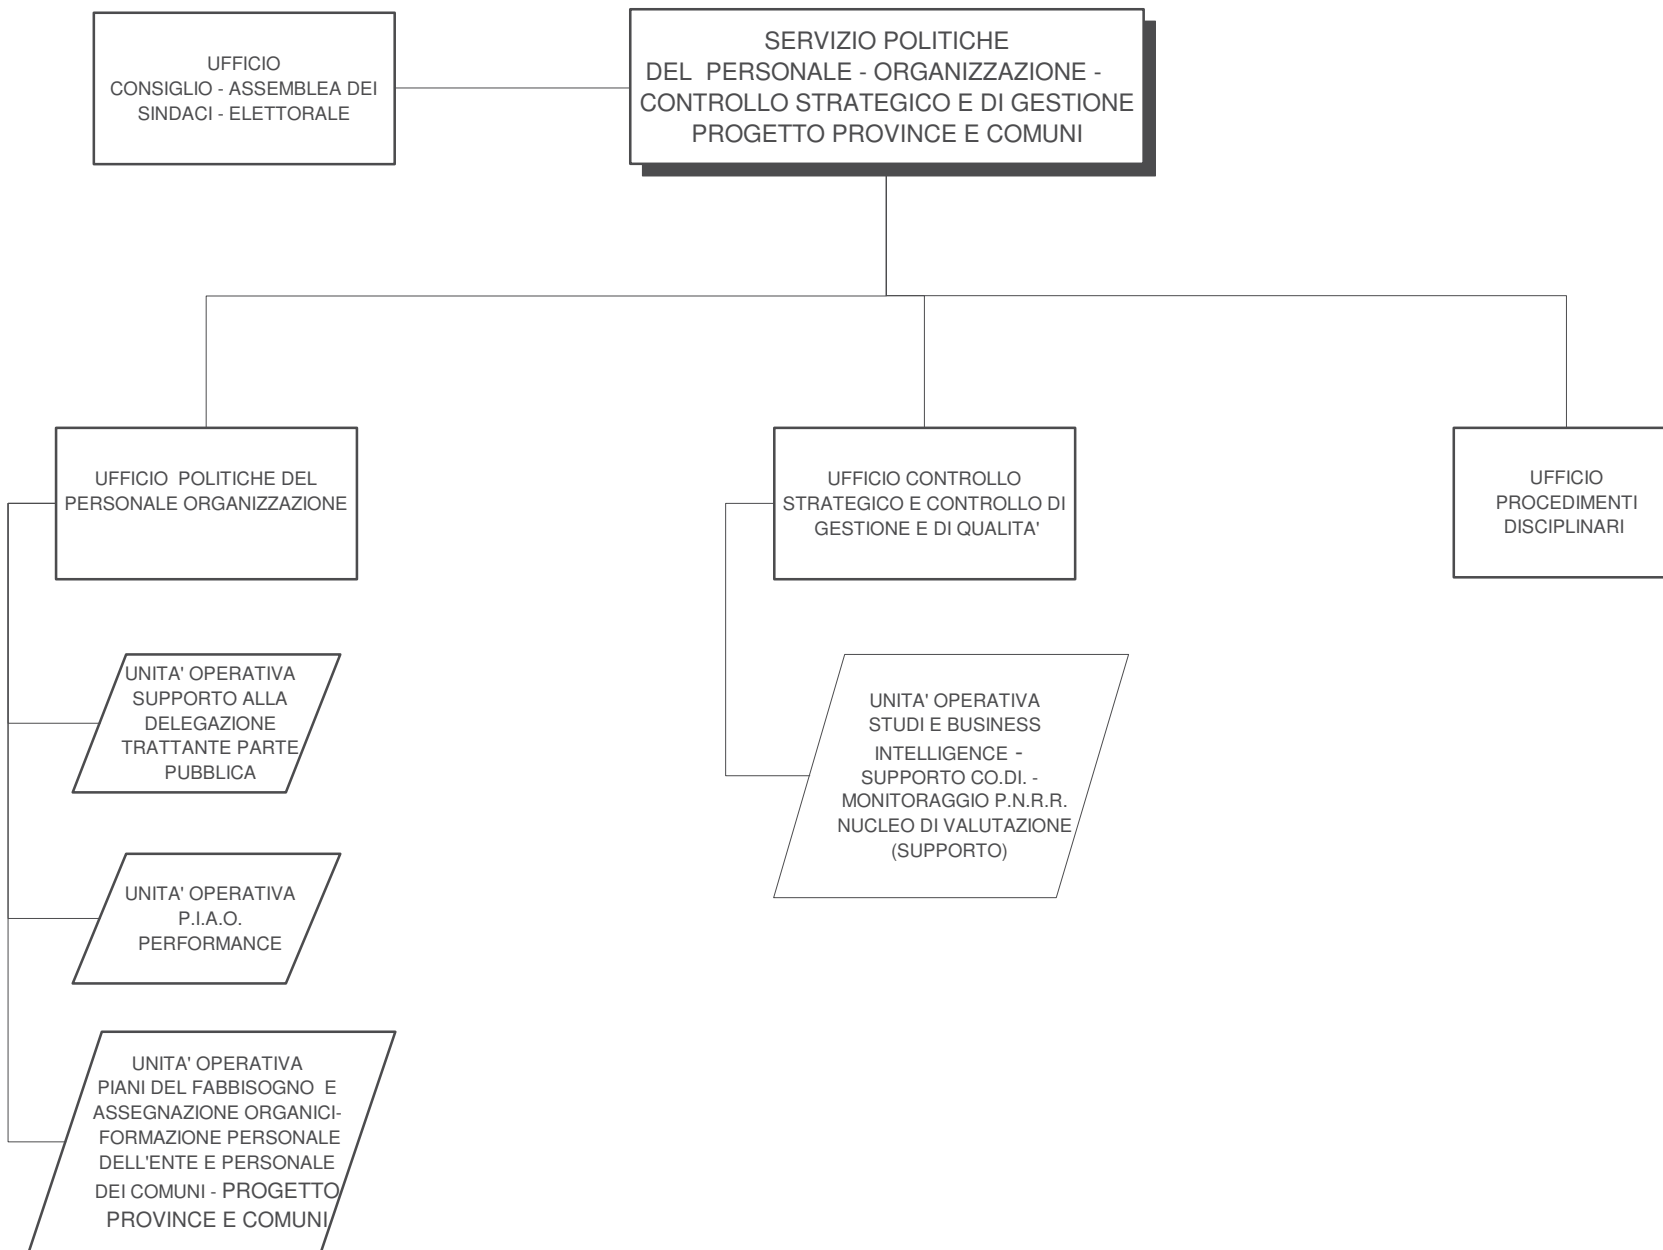 UFFICIO
CONSIGLIO - ASSEMBLEA DEI
SINDACI - ELETTORALE
SERVIZIO POLITICHE
DEL PERSONALE - ORGANIZZAZIONE -
CONTROLLO STRATEGICO E DI GESTIONE
PROGETTO PROVINCE E COMUNI
UFFICIO POLITICHE DEL
PERSONALE ORGANIZZAZIONE
UFFICIO CONTROLLO
STRATEGICO E CONTROLLO DI
GESTIONE E DI QUALITA'
UFFICIO
PROCEDIMENTI
DISCIPLINARI
UNITA' OPERATIVA
SUPPORTO ALLA
DELEGAZIONE
TRATTANTE PARTE
PUBBLICA
UNITA' OPERATIVA
STUDI E BUSINESS
INTELLIGENCE -
SUPPORTO CO.DI. -
MONITORAGGIO P.N.R.R.
NUCLEO DI VALUTAZIONE
(SUPPORTO)
UNITA' OPERATIVA
P.I.A.O.
PERFORMANCE
UNITA' OPERATIVA
PIANI DEL FABBISOGNO E
ASSEGNAZIONE ORGANICI-
FORMAZIONE PERSONALE
DELL'ENTE E PERSONALE
DEI COMUNI - PROGETTO
PROVINCE E COMUNI